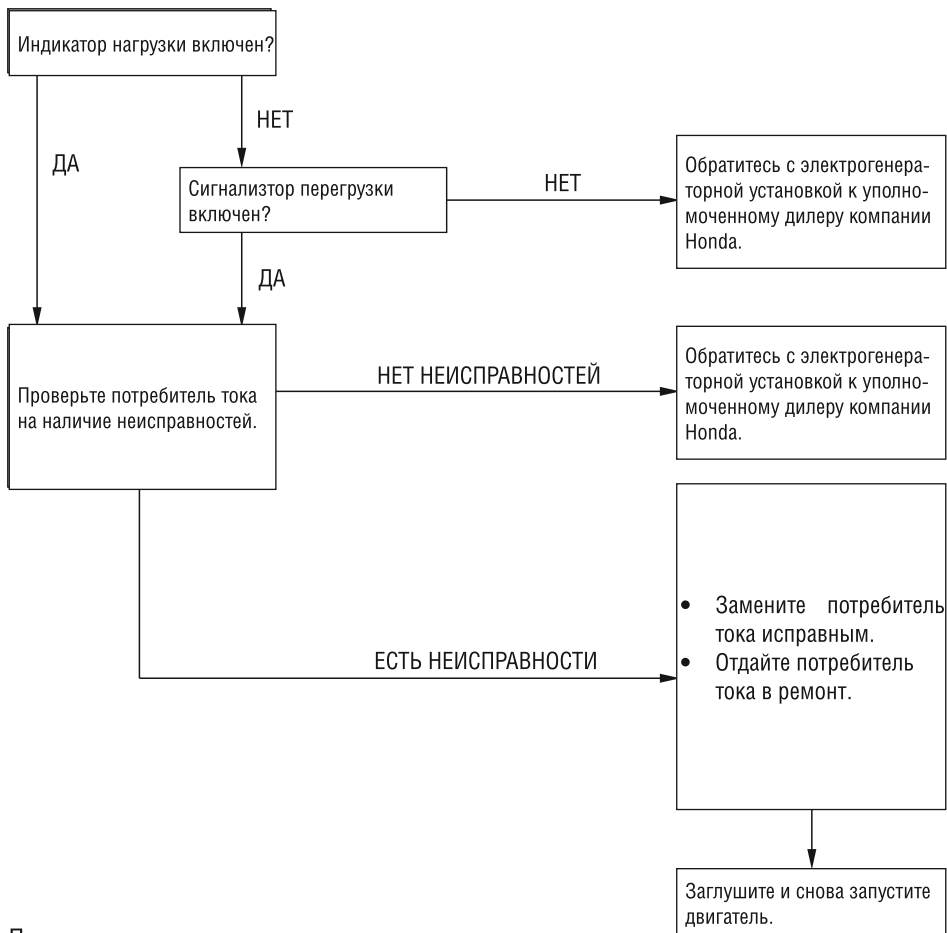 Индикатор нагрузки включен?
НЕТ
ДА
Сигнализтор перегрузки
включен?
НЕТ
Обратитесь с электрогенера-
торной установкой к уполно-
моченному дилеру компании
Honda.
ДА
Проверьте потребитель тока
на наличие неисправностей.
НЕТ НЕИСПРАВНОСТЕЙ
Обратитесь с электрогенера-
торной установкой к уполно-
моченному дилеру компании
Honda.
ЕСТЬ НЕИСПРАВНОСТИ
• Замените потребитель
тока исправным.
• Отдайте потребитель
тока в ремонт.
Заглушите и снова запустите
двигатель.